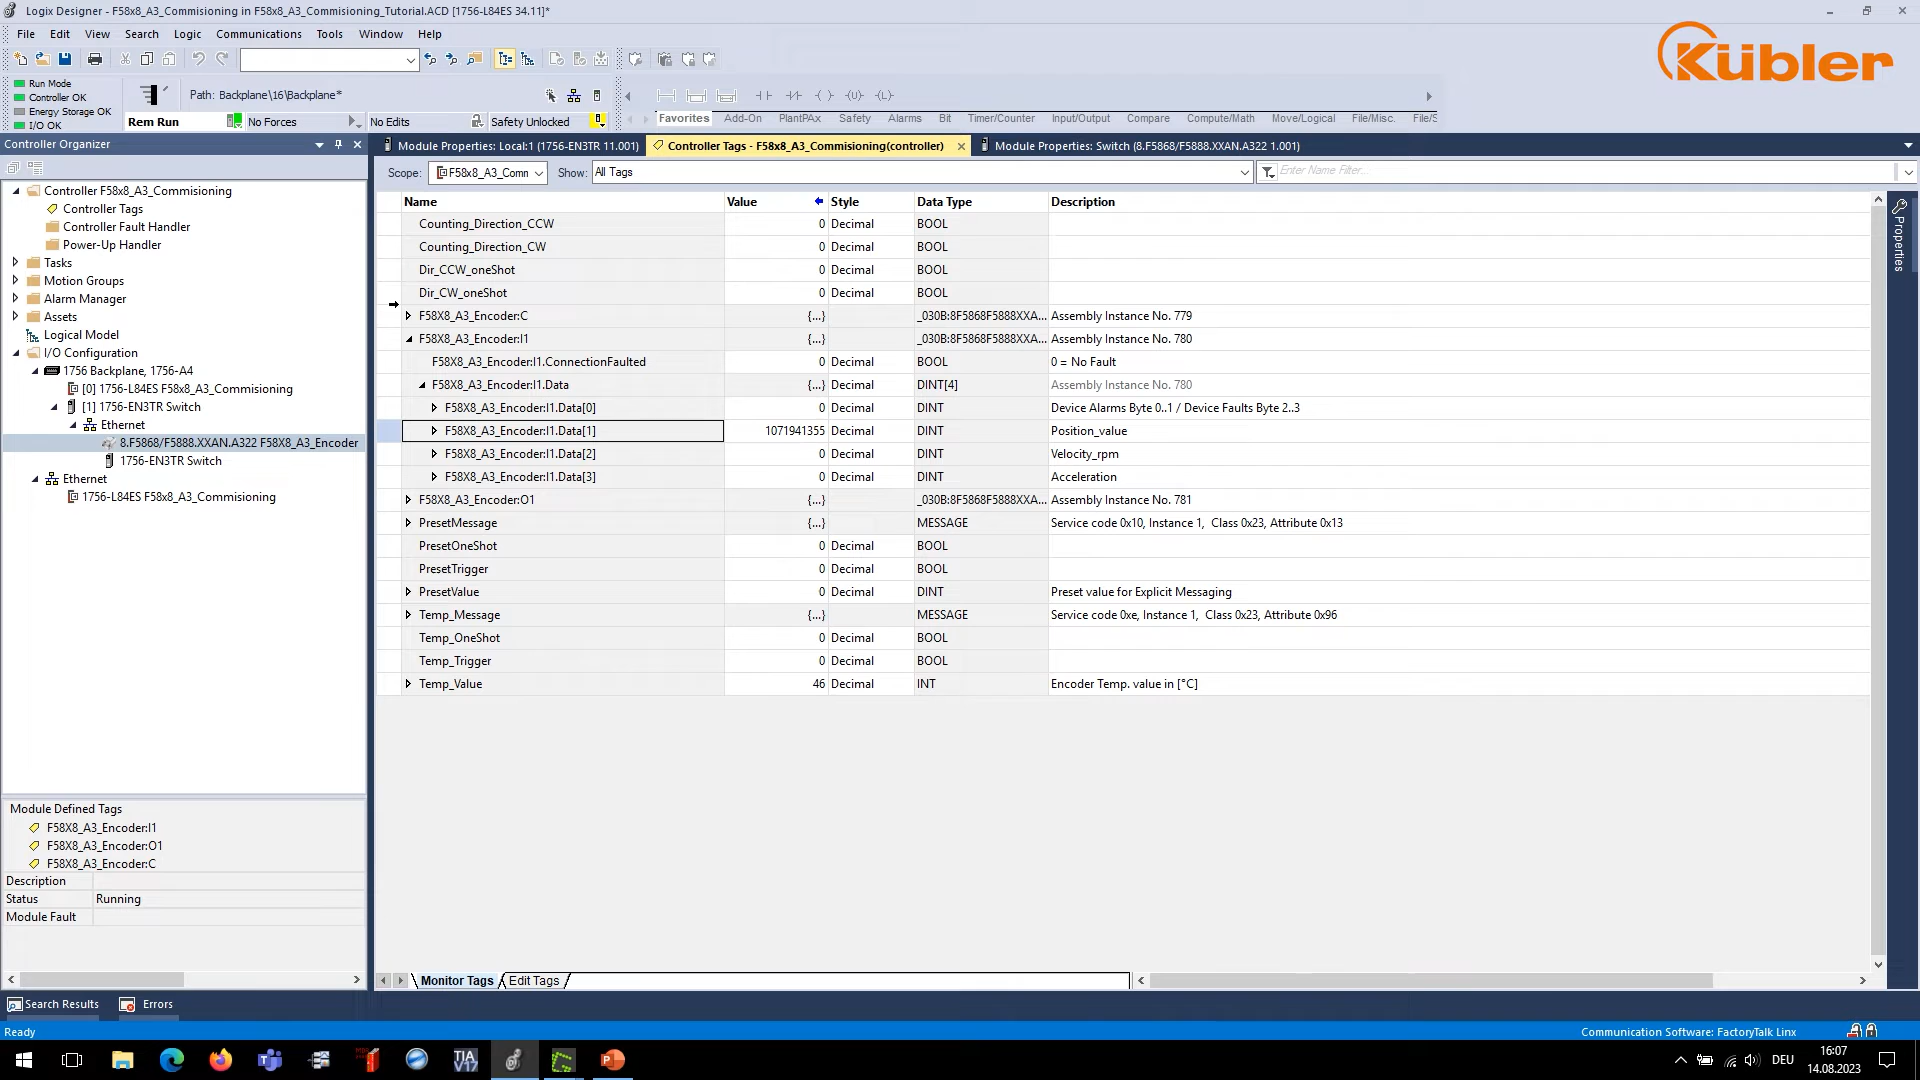 Logix Designer - F58x8_A3_Commisioning in F58x8_A3_Commisioning_Tutorial.ACD [1756-L84ES 34.11]*
File Edit View Search Logic Communications Tools Window Help
Kübler
Run Mode
Controller OK
Energy Storage OK
I/O OK
Path: Backplane\16\Backplane*
Rem Run No Forces No Edits Safety Unlocked
Favorites Add-On PlantPAx Safety Alarms Bit Timer/Counter Input/Output Compare Compute/Math Move/Logical File/Misc. File/S
Controller Organizer
Module Properties: Local:1 (1756-EN3TR 11.001) Controller Tags - F58x8_A3_Commisioning(controller) Module Properties: Switch (8.F5868/F5888.XXAN.A322 1.001)
Scope: F58x8_A3_Comn Show: All Tags Enter Name Filter...
Controller F58x8_A3_Commisioning
Controller Tags
Controller Fault Handler
Power-Up Handler
Tasks
Motion Groups
Alarm Manager
Assets
Logical Model
I/O Configuration
1756 Backplane, 1756-A4
[0] 1756-L84ES F58x8_A3_Commisioning
[1] 1756-EN3TR Switch
Ethernet
8.F5868/F5888.XXAN.A322 F58X8_A3_Encoder
1756-EN3TR Switch
Ethernet
1756-L84ES F58x8_A3_Commisioning
Name Value Style Data Type Description
Counting_Direction_CCW 0 Decimal BOOL
Counting_Direction_CW 0 Decimal BOOL
Dir_CCW_oneShot 0 Decimal BOOL
Dir_CW_oneShot 0 Decimal BOOL
F58X8_A3_Encoder:C {...} _030B:8F5868F5888XXA... Assembly Instance No. 779
F58X8_A3_Encoder:I1 {...} _030B:8F5868F5888XXA... Assembly Instance No. 780
F58X8_A3_Encoder:I1.ConnectionFaulted 0 Decimal BOOL 0 = No Fault
F58X8_A3_Encoder:I1.Data {...} Decimal DINT[4] Assembly Instance No. 780
F58X8_A3_Encoder:I1.Data[0] 0 Decimal DINT Device Alarms Byte 0..1 / Device Faults Byte 2..3
F58X8_A3_Encoder:I1.Data[1] 1071941355 Decimal DINT Position_value
F58X8_A3_Encoder:I1.Data[2] 0 Decimal DINT Velocity_rpm
F58X8_A3_Encoder:I1.Data[3] 0 Decimal DINT Acceleration
F58X8_A3_Encoder:O1 {...} _030B:8F5868F5888XXA... Assembly Instance No. 781
PresetMessage {...} MESSAGE Service code 0x10, Instance 1, Class 0x23, Attribute 0x13
PresetOneShot 0 Decimal BOOL
PresetTrigger 0 Decimal BOOL
PresetValue 0 Decimal DINT Preset value for Explicit Messaging
Temp_Message {...} MESSAGE Service code 0xe, Instance 1, Class 0x23, Attribute 0x96
Temp_OneShot 0 Decimal BOOL
Temp_Trigger 0 Decimal BOOL
Temp_Value 46 Decimal INT Encoder Temp. value in [°C]
Properties
Module Defined Tags
F58X8_A3_Encoder:I1
F58X8_A3_Encoder:O1
F58X8_A3_Encoder:C
Description
Status Running
Module Fault
Monitor Tags Edit Tags
Search Results Errors
Ready Communication Software: FactoryTalk Linx
TIA V17
DEU 16:07
14.08.2023